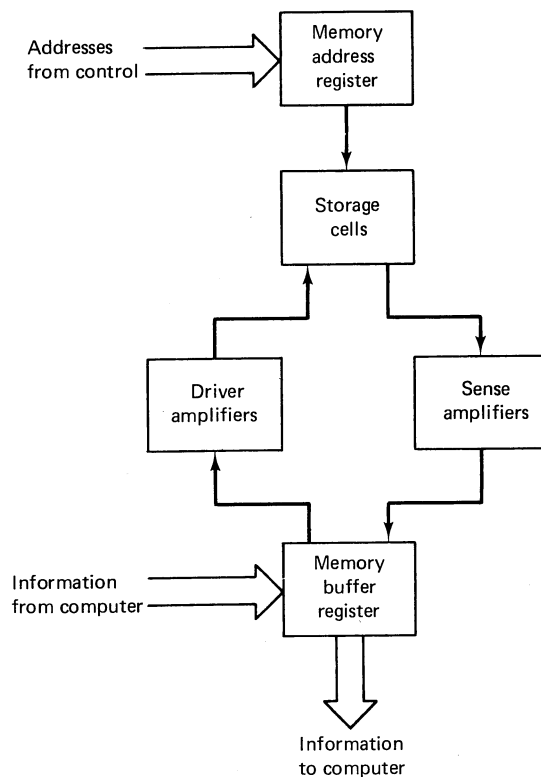 Addresses
from control
Memory
address
register
Storage
cells
Driver
amplifiers
Sense
amplifiers
Information
from computer
Memory
buffer
register
Information
to computer